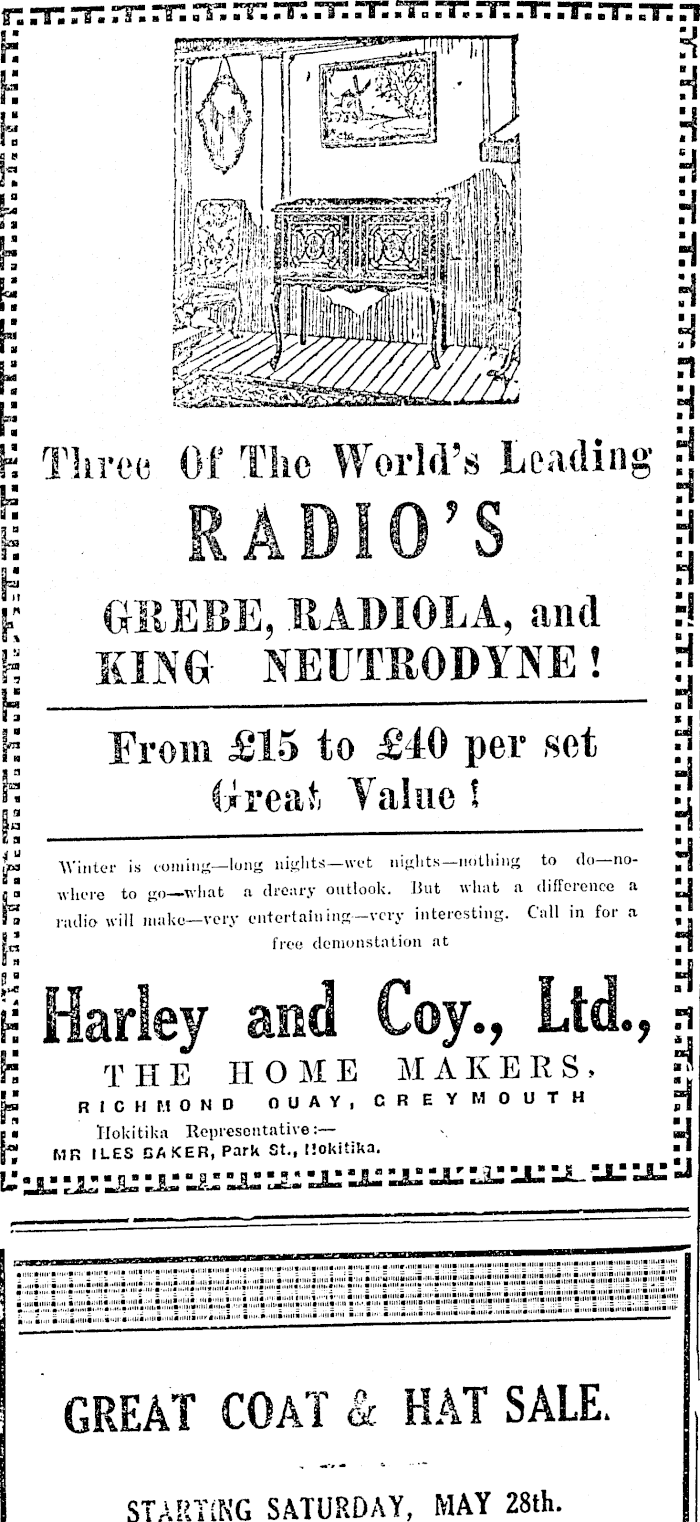 Three Of The World's Leading
RADIO'S
GREBE, RADIOLA, and
KING NEUTRODYNE!
From £15 to £40 per set
Great Value!
Winter is coming—long nights—wet nights—nothing to do—no-
where to go—what a dreary outlook. But what a difference a
radio will make—very entertaining—very interesting. Call in for a
free demonstation at
Harley and Coy., Ltd.,
THE HOME MAKERS,
RICHMOND QUAY, GREYMOUTH
Hokitika Representative:—
MR ILES BAKER, Park St., Hokitika.
GREAT COAT & HAT SALE.
STARTING SATURDAY, MAY 28th.